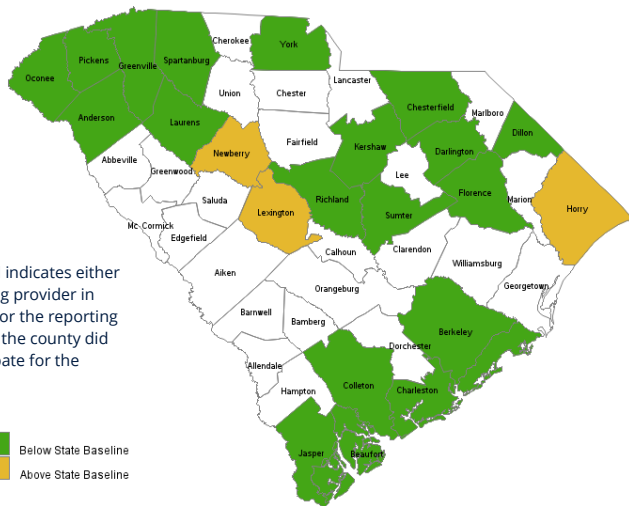 Cherokee
York
Pickens
Spartanburg
Greenville
Oconee
Lancaster
Union
Chester
Chesterfield
Marlboro
Anderson
Laurens
Dillon
Fairfield
Kershaw
Darlington
Newberry
Abbeville
Greenwood
Lee
Florence
Marion
Horry
Saluda
Richland
Lexington
Sumter
Mc Cormick
Edgefield
Calhoun
Clarendon
Williamsburg
Aiken
Georgetown
Orangeburg
indicates either
g provider in
or the reporting
the county did
pate for the
Barnwell
Bamberg
Berkeley
Dorchester
Allendale
Hampton
Colleton
Charleston
Jasper
Beaufort
Below State Baseline
Above State Baseline